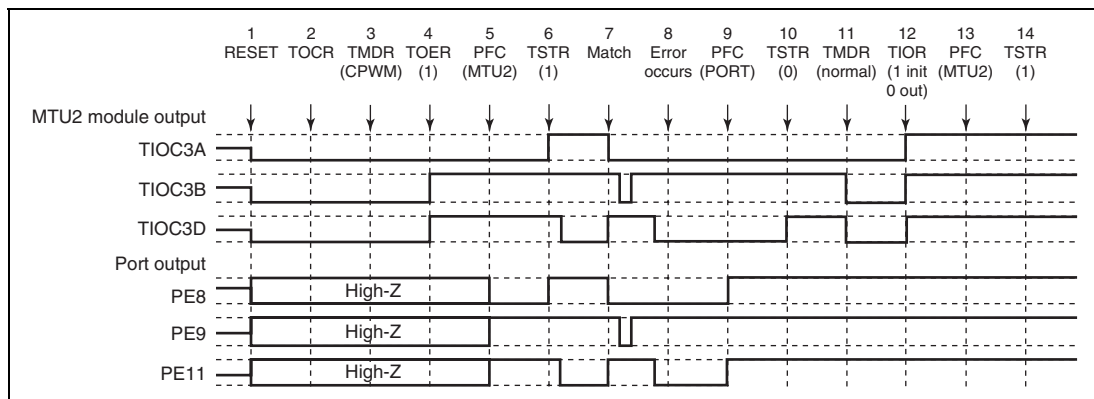 1 2 3 4 5 6 7 8 9 10 11 12 13 14
RESET TOCR TMDR TOER PFC TSTR Match Error PFC TSTR TMDR TIOR PFC TSTR
(CPWM) (1) (MTU2) (1) occurs (PORT) (0) (normal) (1 init (MTU2) (1)
0 out)
MTU2 module output
TIOC3A
TIOC3B
TIOC3D
Port output
PE8 High-Z
PE9 High-Z
PE11 High-Z